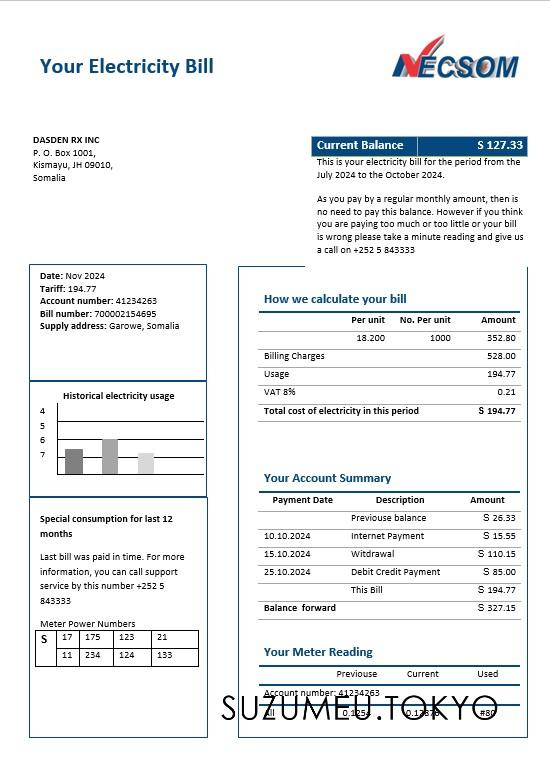 Your Electricity Bill
NECSOM
DASDEN RX INC
P. O. Box 1001,
Kismayu, JH 09010,
Somalia
Current Balance S 127.33
This is your electricity bill for the period from the
July 2024 to the October 2024.
As you pay by a regular monthly amount, then is
no need to pay this balance. However if you think
you are paying too much or too little or your bill
is wrong please take a minute reading and give us
a call on +252 5 843333
Date: Nov 2024
Tariff: 194.77
Account number: 41234263
Bill number: 700002154695
Supply address: Garowe, Somalia
Historical electricity usage
4
5
6
7
Special consumption for last 12
months
Last bill was paid in time. For more
information, you can call support
service by this number +252 5
843333
Meter Power Numbers
S 17 175 123 21
11 234 124 133
How we calculate your bill
Per unit No. Per unit Amount
18.200 1000 352.80
Billing Charges 528.00
Usage 194.77
VAT 8% 0.21
Total cost of electricity in this period S 194.77
Your Account Summary
Payment Date Description Amount
Previouse balance S 26.33
10.10.2024 Internet Payment S 15.55
15.10.2024 Witdrawal S 110.15
25.10.2024 Debit Credit Payment S 85.00
This Bill S 194.77
Balance forward S 327.15
Your Meter Reading
Previouse Current Used
Account number: 41234263
All #80
SUZUMEU.TOKYO